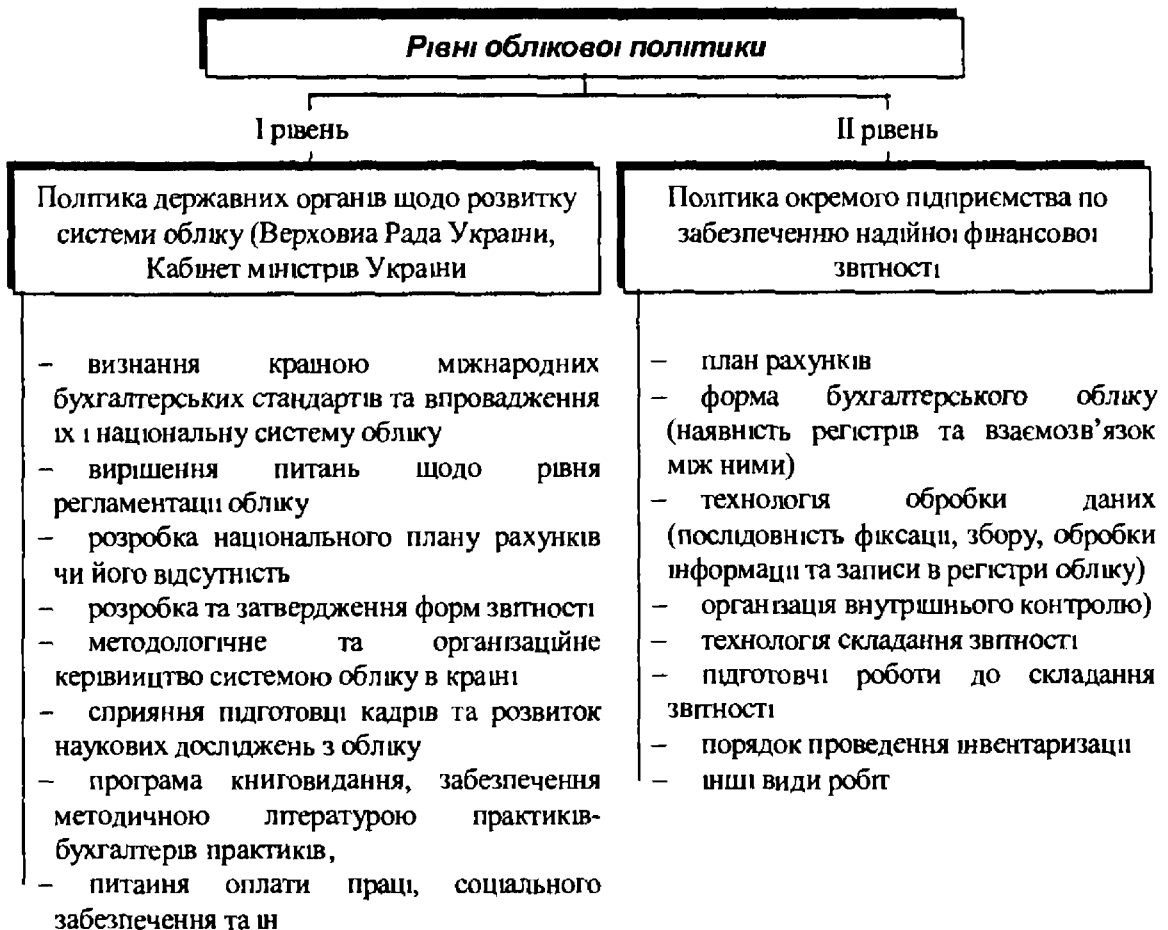 Рівні облікової політики
І рівень
Політика державних органів щодо розвитку
системи обліку (Верховна Рада України,
Кабінет міністрів України
– визнання країною міжнародних
бухгалтерських стандартів та впровадження
їх і національну систему обліку
– вирішення питань щодо рівня
регламентації обліку
– розробка національного плану рахунків
чи його відсутність
– розробка та затвердження форм звітності
– методологічне та організаційне
керівництво системою обліку в країні
– сприяння підготовці кадрів та розвиток
наукових досліджень з обліку
– програма книговидання, забезпечення
методичною літературою практиків-
бухгалтерів практиків,
– питання оплати праці, соціального
забезпечення та ін
ІІ рівень
Політика окремого підприємства по
забезпеченню надійної фінансової
звітності
– план рахунків
– форма бухгалтерського обліку
(наявність регістрів та взаємозв’язок
між ними)
– технологія обробки даних
(послідовність фіксації, збору, обробки
інформації та записи в регістри обліку)
– організація внутрішнього контролю)
– технологія складання звітності
– підготовчі роботи до складання
звітності
– порядок проведення інвентаризації
– інші види робіт